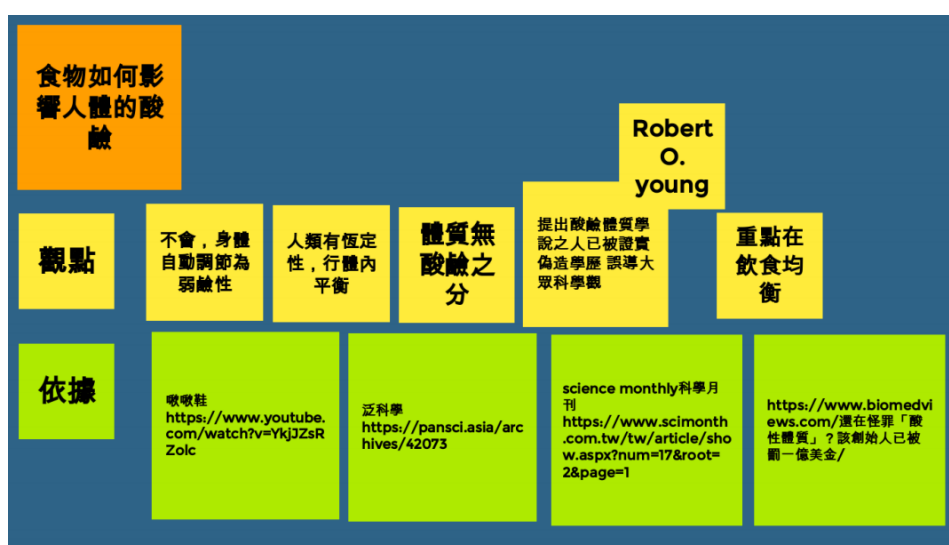 食物如何影
響人體的酸
鹼
Robert
O.
young
觀點
不會，身體
自動調節為
弱鹼性
人類有恆定
性，行體內
平衡
體質無
酸鹼之
分
提出酸鹼體質學
說之人已被證實
偽造學歷 誤導大
眾科學觀
重點在
飲食均
衡
依據
啾啾鞋
https://www.youtube.
com/watch?v=YkjJZsR
Zolc
泛科學
https://pansci.asia/arc
hives/42073
science monthly科學月
刊
https://www.scimonth
.com.tw/tw/article/sho
w.aspx?num=17&root=
2&page=1
https://www.biomedvi
ews.com/還在怪罪「酸
性體質」？該創始人已被
罰一億美金/